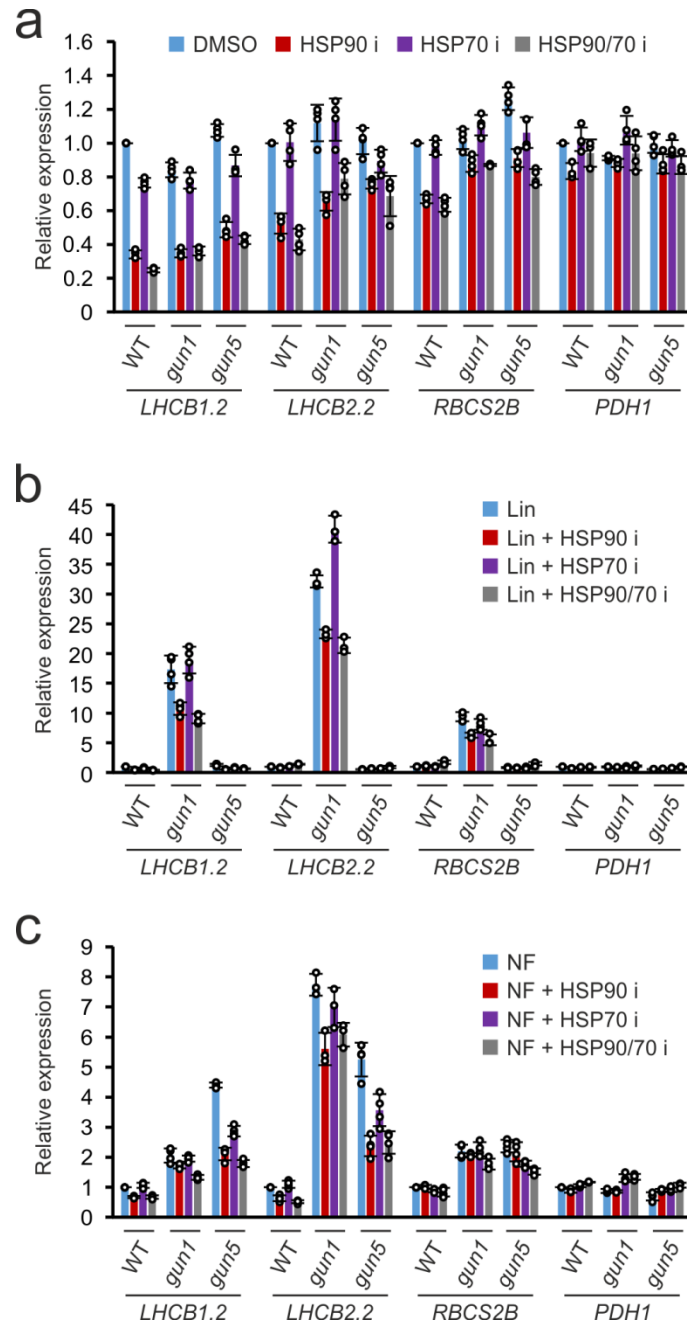 a
DMSO HSP90 i HSP70 i HSP90/70 i
Relative expression
1.6
1.4
1.2
1.0
0.8
0.6
0.4
0.2
0
WT gun1 gun5 WT gun1 gun5 WT gun1 gun5 WT gun1 gun5
LHCB1.2 LHCB2.2 RBCS2B PDH1
b
Lin
Lin + HSP90 i
Lin + HSP70 i
Lin + HSP90/70 i
Relative expression
45
40
35
30
25
20
15
10
5
0
WT gun1 gun5 WT gun1 gun5 WT gun1 gun5 WT gun1 gun5
LHCB1.2 LHCB2.2 RBCS2B PDH1
c
NF
NF + HSP90 i
NF + HSP70 i
NF + HSP90/70 i
Relative expression
9
8
7
6
5
4
3
2
1
0
WT gun1 gun5 WT gun1 gun5 WT gun1 gun5 WT gun1 gun5
LHCB1.2 LHCB2.2 RBCS2B PDH1